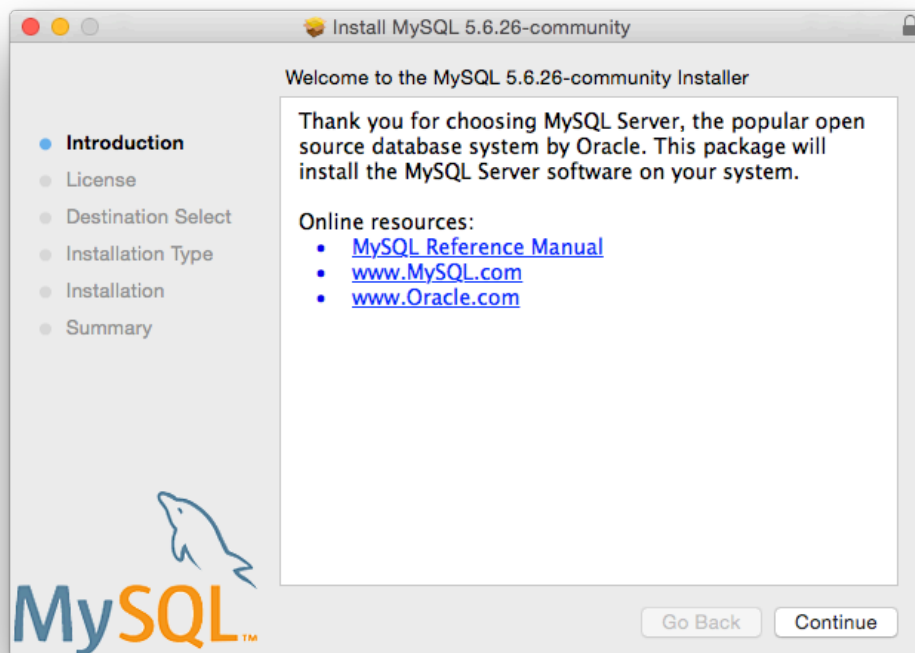 Install MySQL 5.6.26-community
Welcome to the MySQL 5.6.26-community Installer
Introduction
License
Destination Select
Installation Type
Installation
Summary
Thank you for choosing MySQL Server, the popular open
source database system by Oracle. This package will
install the MySQL Server software on your system.
Online resources:
• MySQL Reference Manual
• www.MySQL.com
• www.Oracle.com
MySQL™
Go Back
Continue